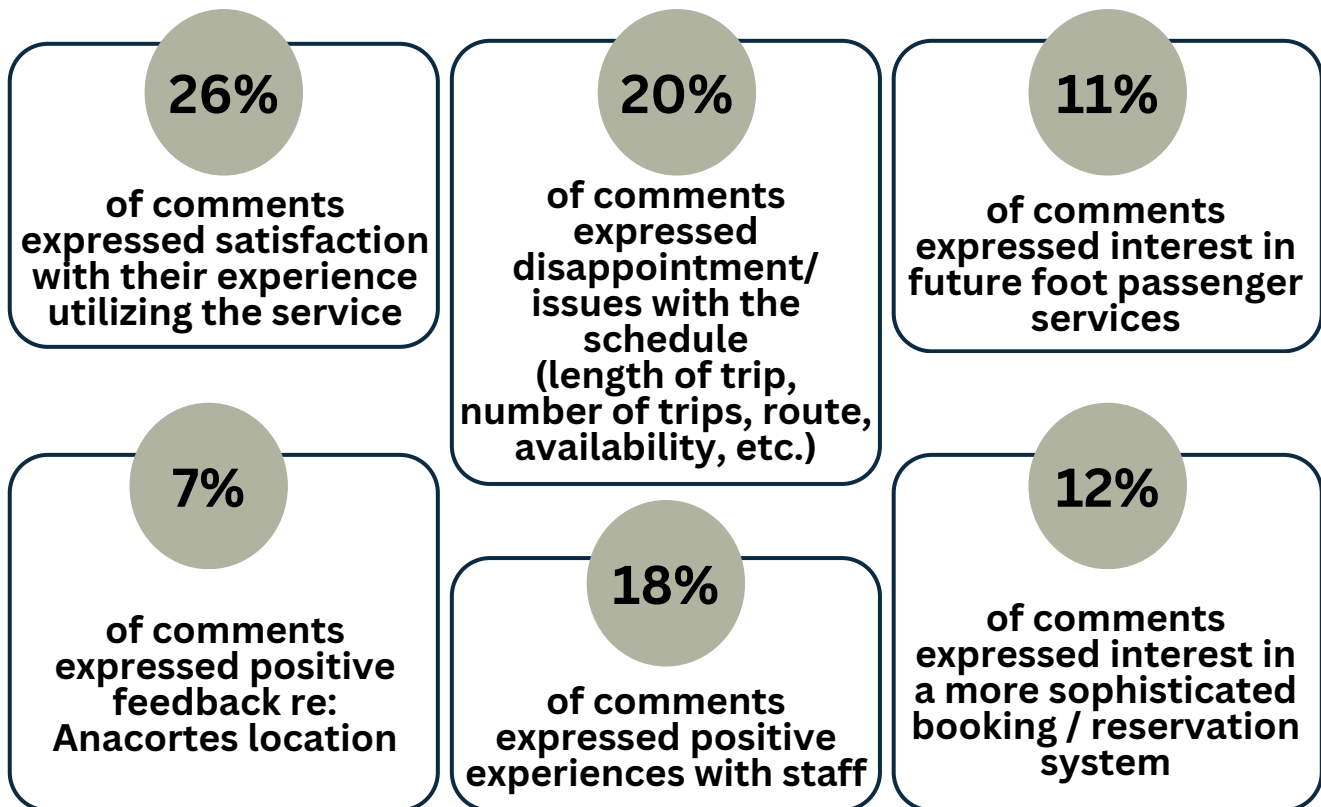 26%
of comments
expressed satisfaction
with their experience
utilizing the service
20%
of comments
expressed
disappointment/
issues with the
schedule
(length of trip,
number of trips, route,
availability, etc.)
11%
of comments
expressed interest in
future foot passenger
services
7%
of comments
expressed positive
feedback re:
Anacortes location
18%
of comments
expressed positive
experiences with staff
12%
of comments
expressed interest in
a more sophisticated
booking / reservation
system